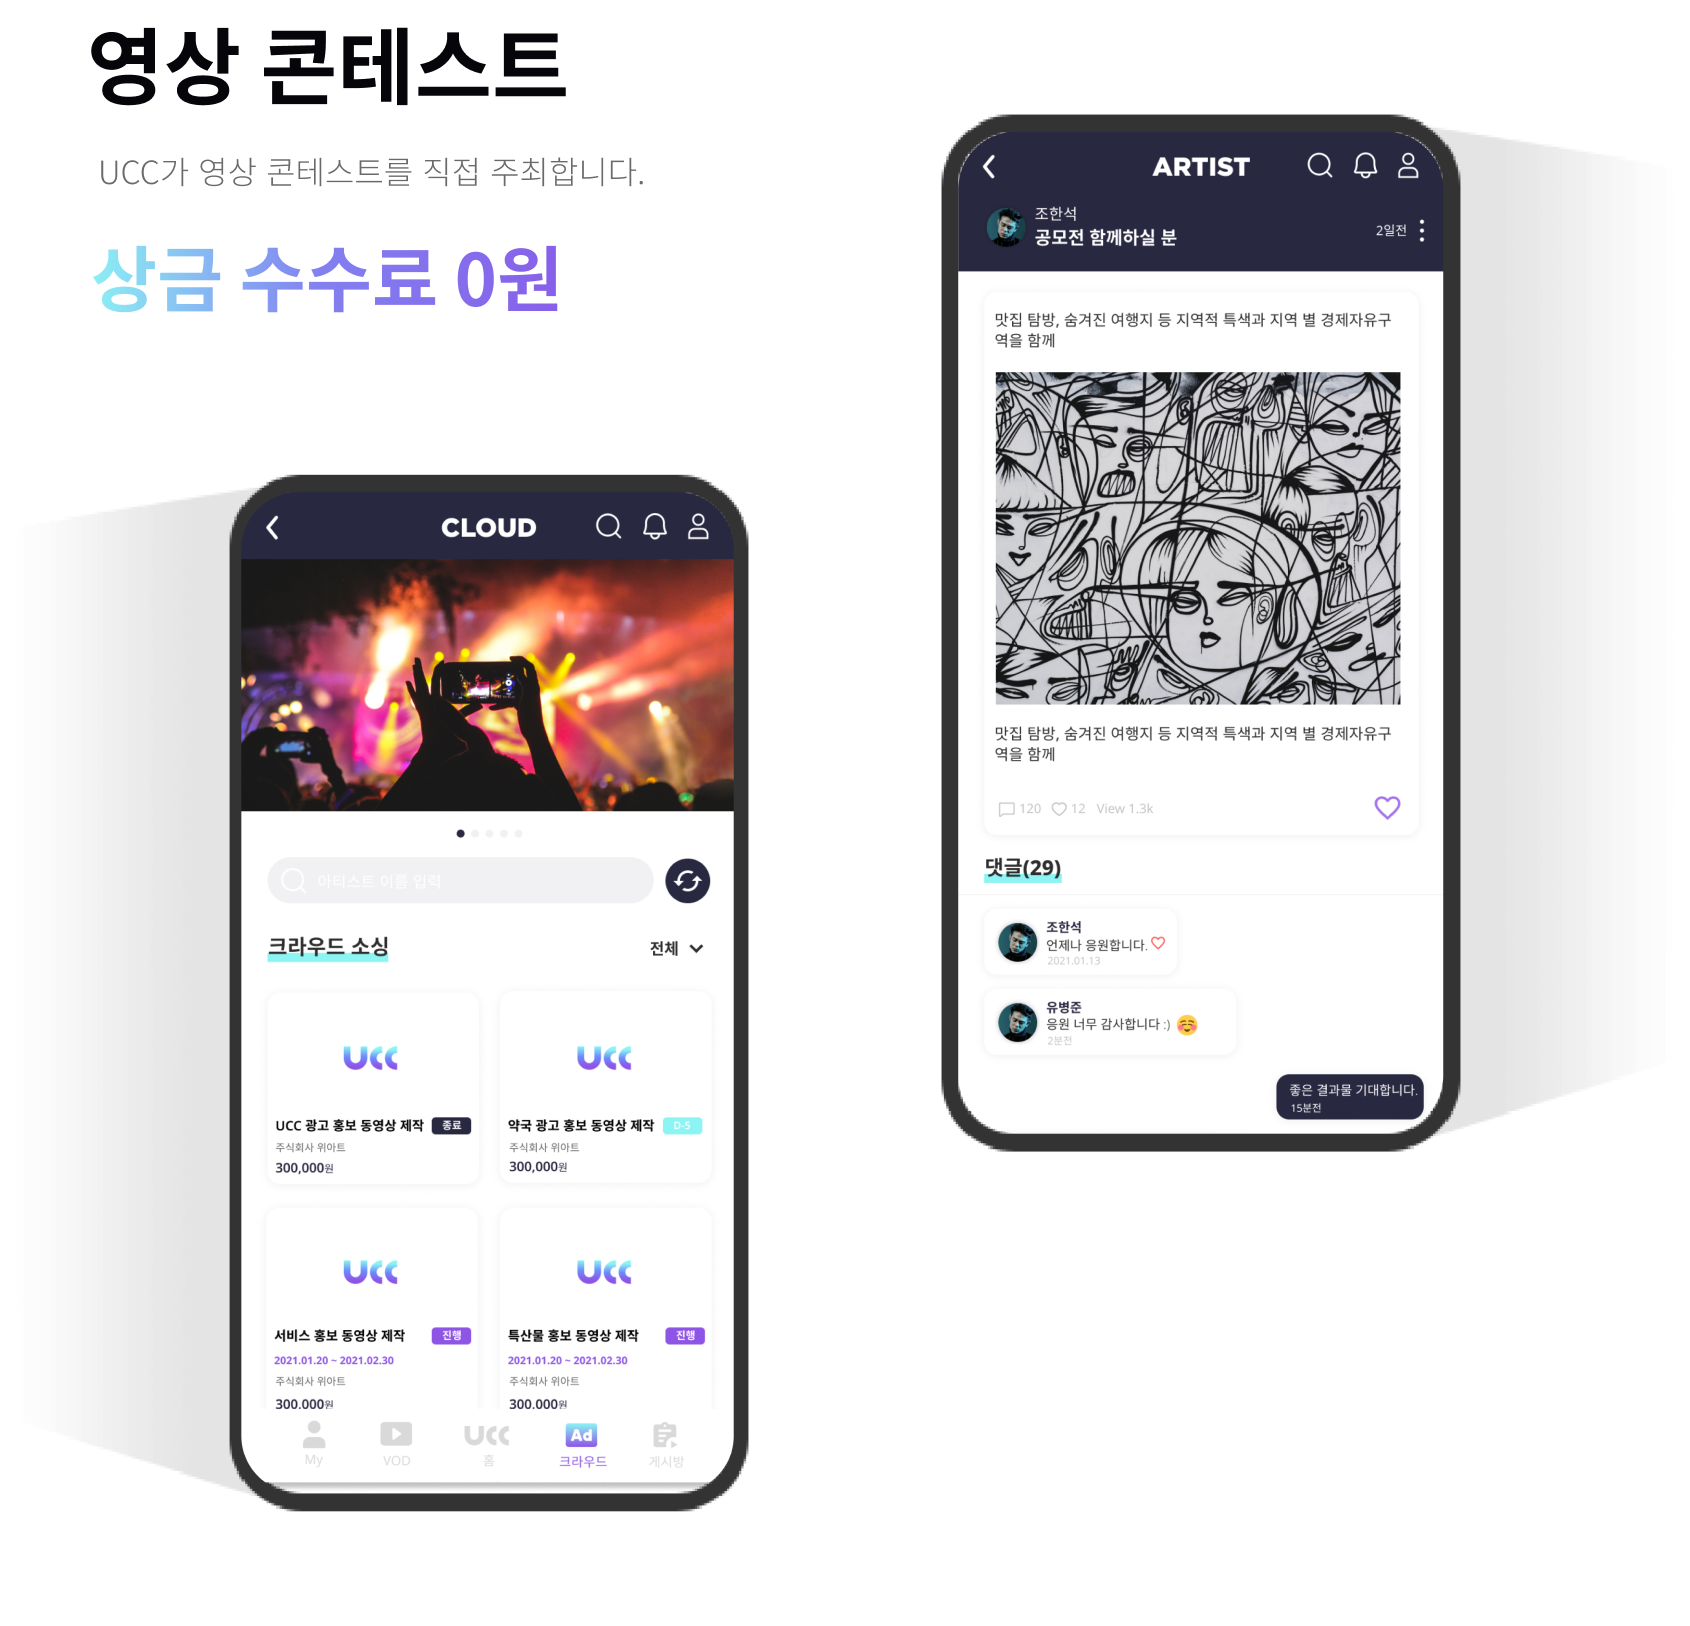 영상 콘테스트
UCC가 영상 콘테스트를 직접 주최합니다.
상금 수수료 0원
CLOUD
아티스트 이름 입력
크라우드 소싱
전체
UCC
UCC 광고 홍보 동영상 제작
종료
주식회사 위아트
300,000원
UCC
약국 광고 홍보 동영상 제작
D-5
주식회사 위아트
300,000원
UCC
서비스 홍보 동영상 제작
진행
2021.01.20 ~ 2021.02.30
주식회사 위아트
300.000원
UCC
특산물 홍보 동영상 제작
진행
2021.01.20 ~ 2021.02.30
주식회사 위아트
300.000원
My
VOD
UCC
홈
Ad
크라우드
게시방
ARTIST
조한석
공모전 함께하실 분
2일전
맛집 탐방, 숨겨진 여행지 등 지역적 특색과 지역 별 경제자유구
역을 함께
맛집 탐방, 숨겨진 여행지 등 지역적 특색과 지역 별 경제자유구
역을 함께
120
12
View 1.3k
댓글(29)
조한석
언제나 응원합니다.
2021.01.13
유병준
응원 너무 감사합니다 :)
2분전
좋은 결과물 기대합니다.
15분전